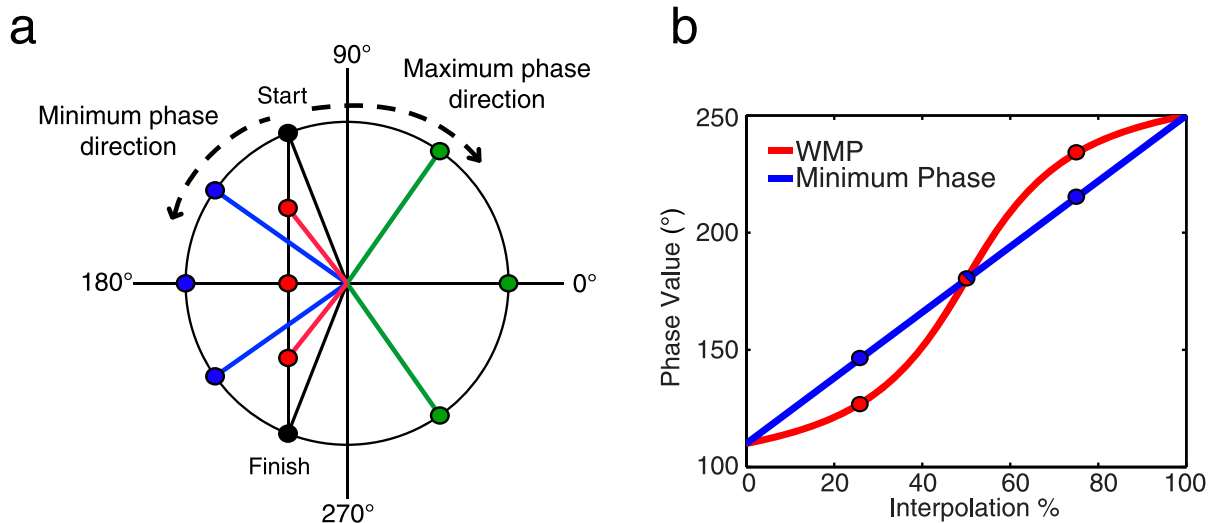 a
90°
Maximum phase
direction
Start
Minimum phase
direction
180°
0°
Finish
270°
b
250
WMP
Minimum Phase
200
Phase Value (°)
150
100
0
20
40
60
80
100
Interpolation %